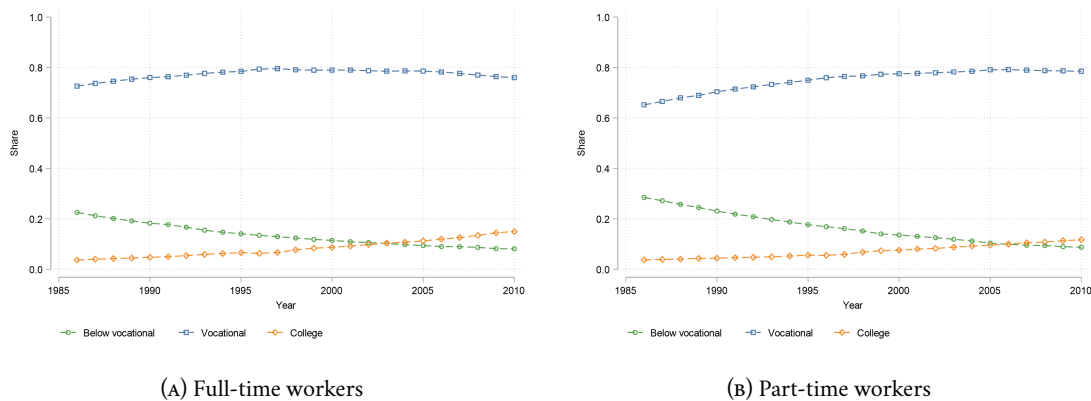 1.0
0.8
0.6
0.4
0.2
0.0
Share
1985 1990 1995 2000 2005 2010
Year
Below vocational Vocational College
(A) Full-time workers
1.0
0.8
0.6
0.4
0.2
0.0
Share
1985 1990 1995 2000 2005 2010
Year
Below vocational Vocational College
(B) Part-time workers